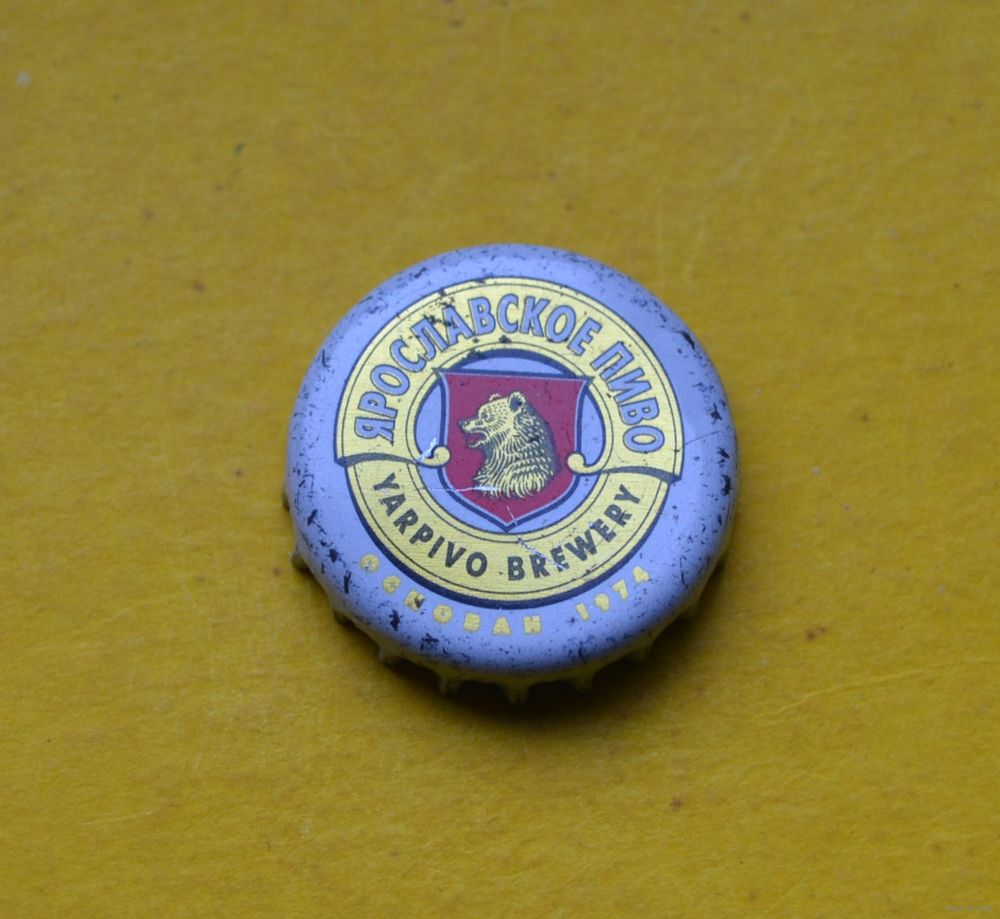 ЯРОСЛАВСКОЕ ПИВО
YARPIVO BREWERY
ОСНОВАН 1974